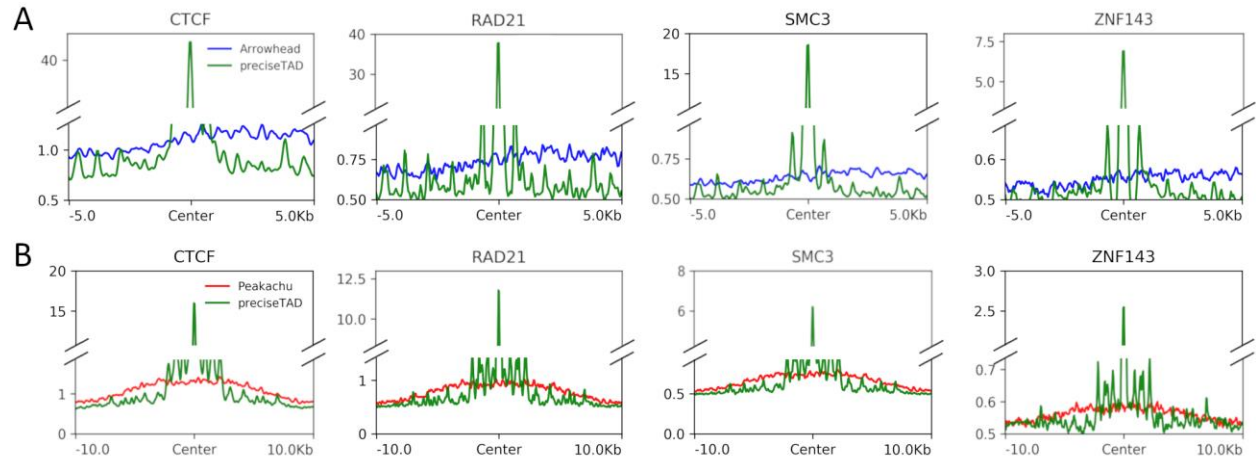 A
CTCF
RAD21
SMC3
ZNF143
40
Arrowhead
preciseTAD
1.0
0.5
-5.0
Center
5.0Kb
40
30
0.75
0.50
-5.0
Center
5.0Kb
20
15
0.75
0.50
-5.0
Center
5.0Kb
7.5
5.0
0.6
0.5
-5.0
Center
5.0Kb
B
CTCF
RAD21
SMC3
ZNF143
20
15
Peakachu
preciseTAD
1
0
-10.0
Center
10.0Kb
12.5
10.0
1
0
-10.0
Center
10.0Kb
8
6
0.5
0.0
-10.0
Center
10.0Kb
3.0
2.5
0.7
0.6
0.5
-10.0
Center
10.0Kb